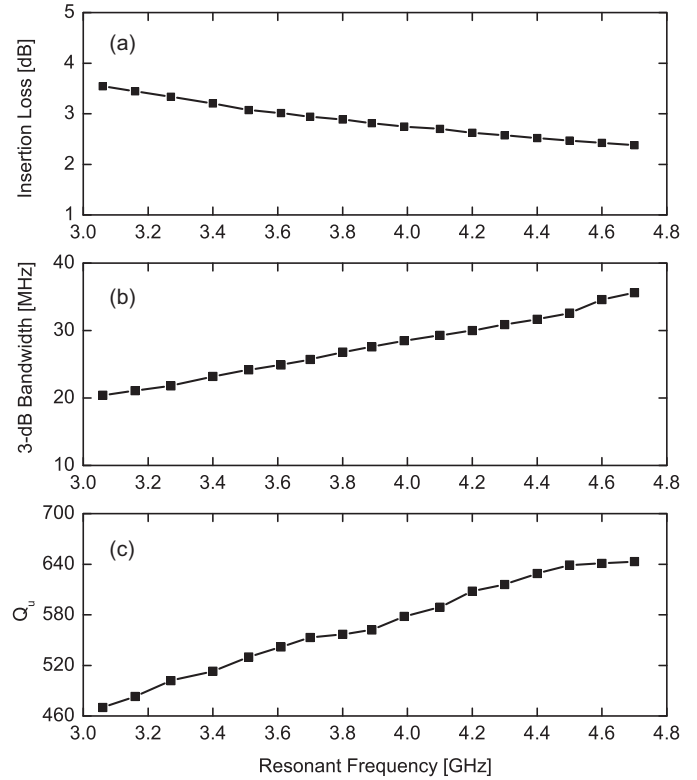 5
4
3
2
1
Insertion Loss [dB]
(a)
3.0 3.2 3.4 3.6 3.8 4.0 4.2 4.4 4.6 4.8
40
30
20
10
3-dB Bandwidth [MHz]
(b)
3.0 3.2 3.4 3.6 3.8 4.0 4.2 4.4 4.6 4.8
700
640
580
520
460
Qu
(c)
3.0 3.2 3.4 3.6 3.8 4.0 4.2 4.4 4.6 4.8
Resonant Frequency [GHz]